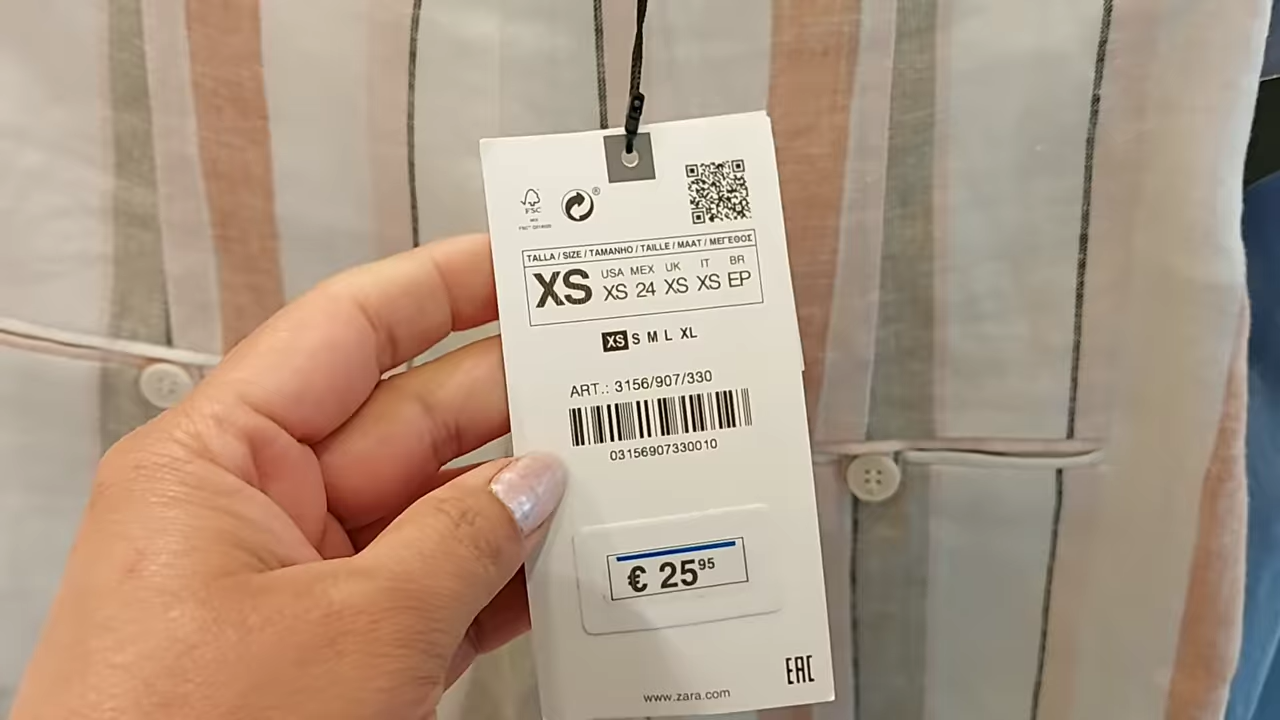 FSC
TALLA / SIZE / TAMANHO / TAILLE / MAAT / ΜΕΓΕΘΟΣ
XS
USA MEX UK IT BR
XS 24 XS XS EP
XS S M L XL
ART.: 3156/907/330
03156907330010
€ 25 95
EAC
www.zara.com